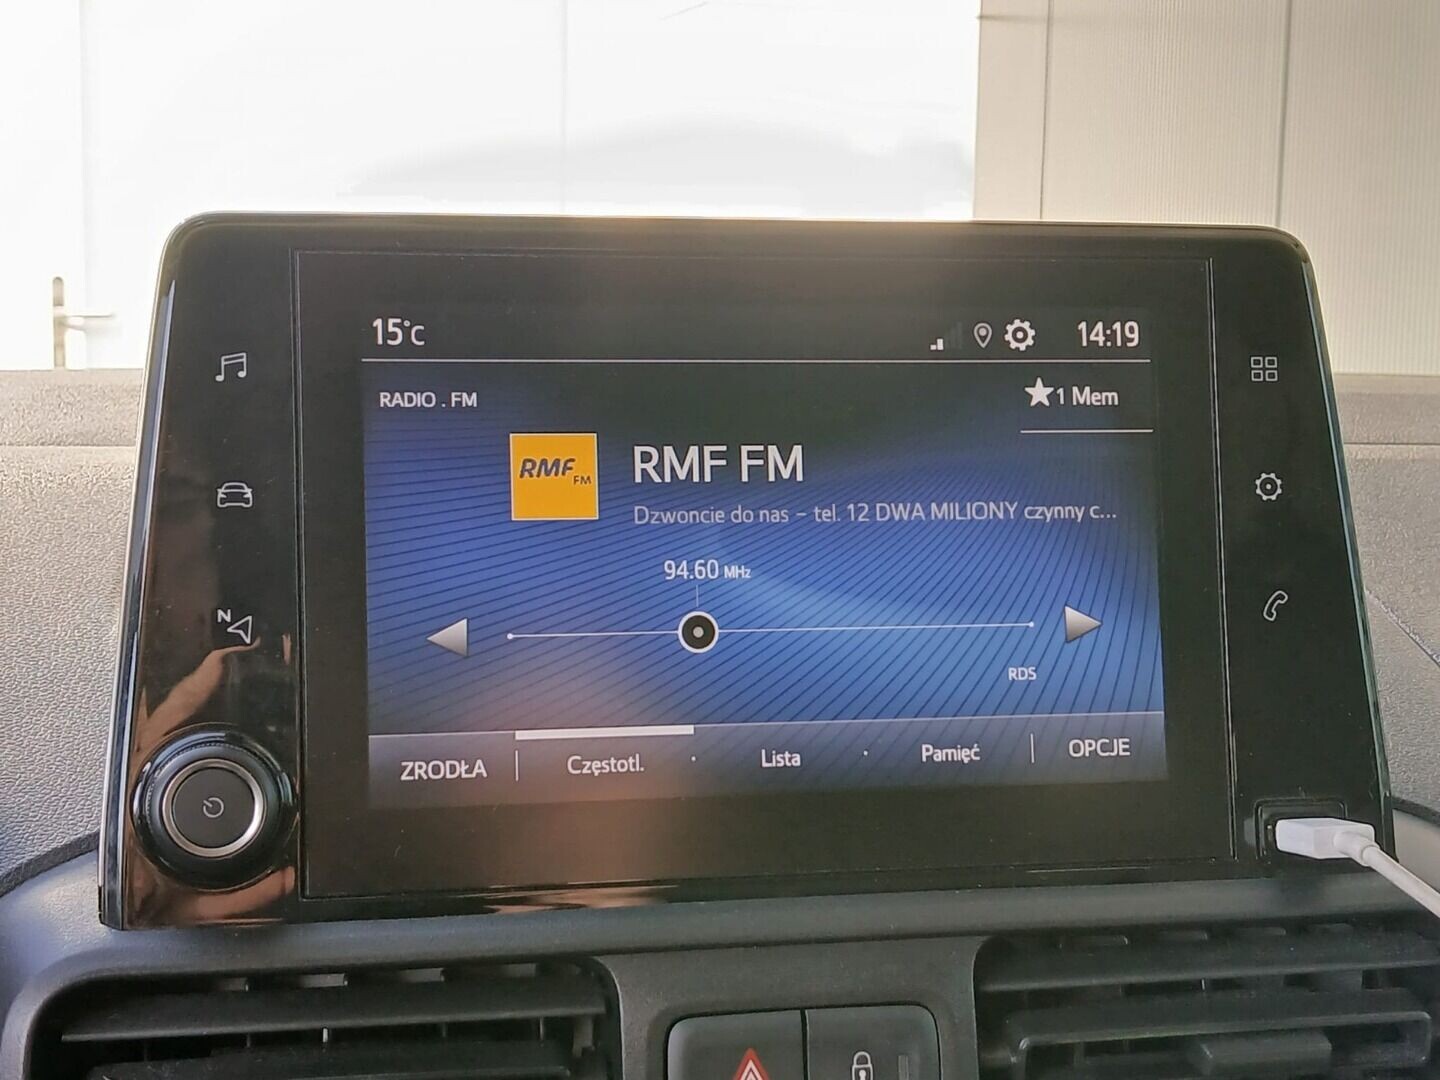 15°C 14:19
RADIO . FM
1 Mem
RMF FM
RMF FM
Dzwoncie do nas – tel. 12 DWA MILIONY czynny c...
94.60 MHz
RDS
ZRODŁA Częstotl. Lista Pamięć OPCJE
N